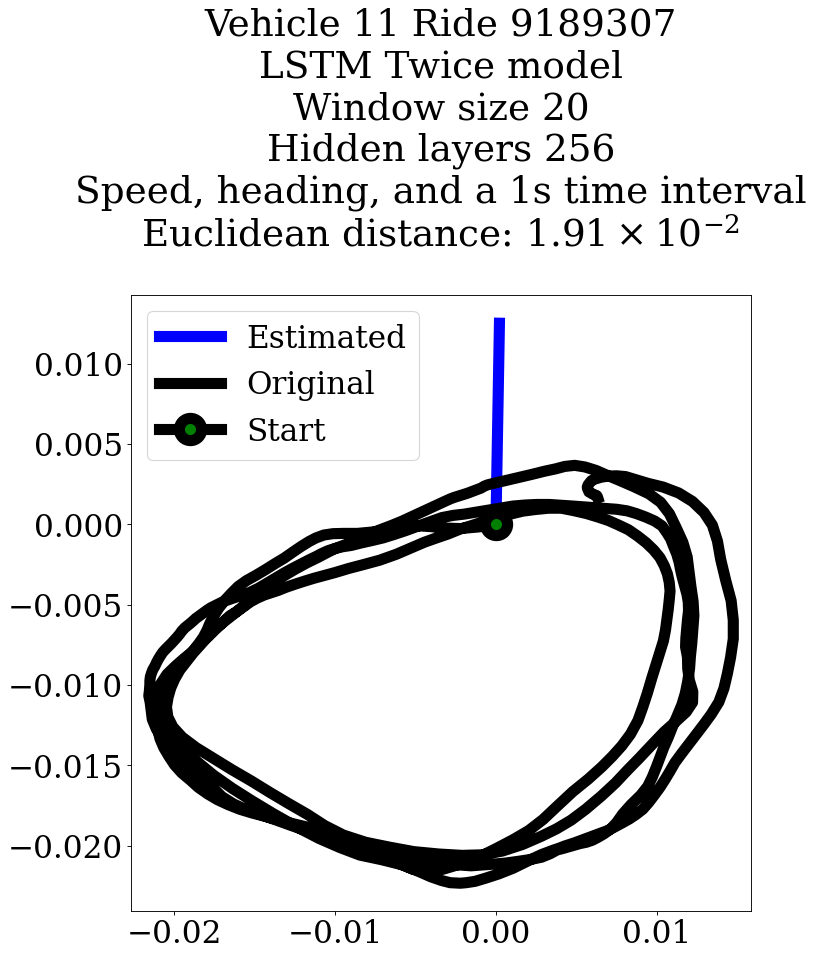 Vehicle 11 Ride 9189307
LSTM Twice model
Window size 20
Hidden layers 256
Speed, heading, and a 1s time interval
Euclidean distance: 1.91 × 10⁻²
Estimated
Original
Start
0.010
0.005
0.000
−0.005
−0.010
−0.015
−0.020
−0.02 −0.01 0.00 0.01